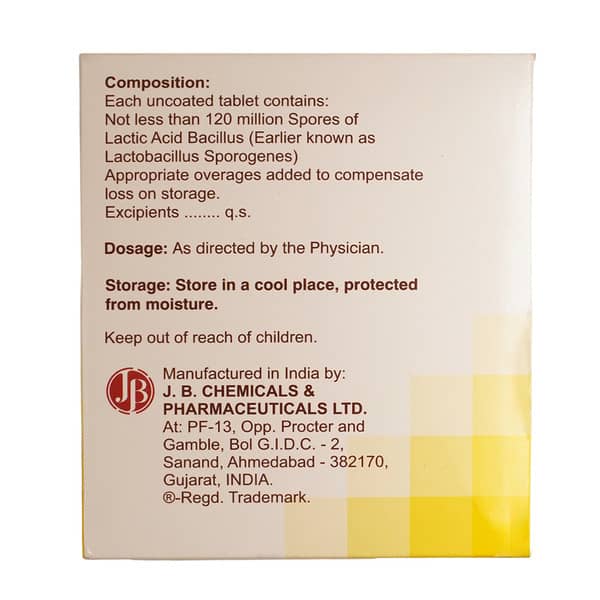 Composition:
Each uncoated tablet contains:
Not less than 120 million Spores of
Lactic Acid Bacillus (Earlier known as
Lactobacillus Sporogenes)
Appropriate overages added to compensate
loss on storage.
Excipients ........ q.s.
Dosage: As directed by the Physician.
Storage: Store in a cool place, protected
from moisture.
Keep out of reach of children.
JB
Manufactured in India by:
J. B. CHEMICALS &
PHARMACEUTICALS LTD.
At: PF-13, Opp. Procter and
Gamble, Bol G.I.D.C. - 2,
Sanand, Ahmedabad - 382170,
Gujarat, INDIA.
®-Regd. Trademark.